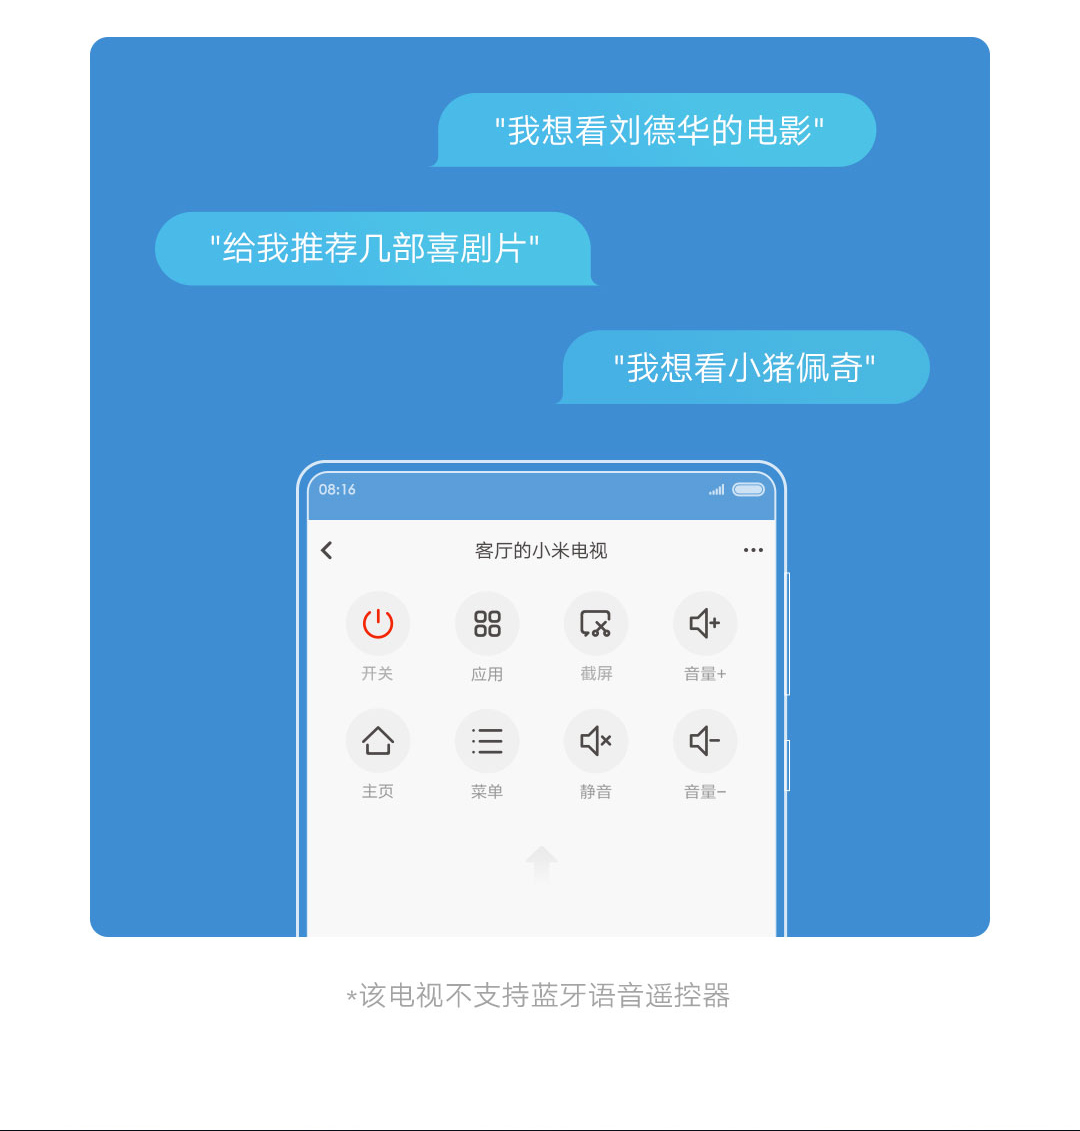 "我想看刘德华的电影"
"给我推荐几部喜剧片"
"我想看小猪佩奇"
08:16
客厅的小米电视
开关 应用 截屏 音量+
主页 菜单 静音 音量-
*该电视不支持蓝牙语音遥控器